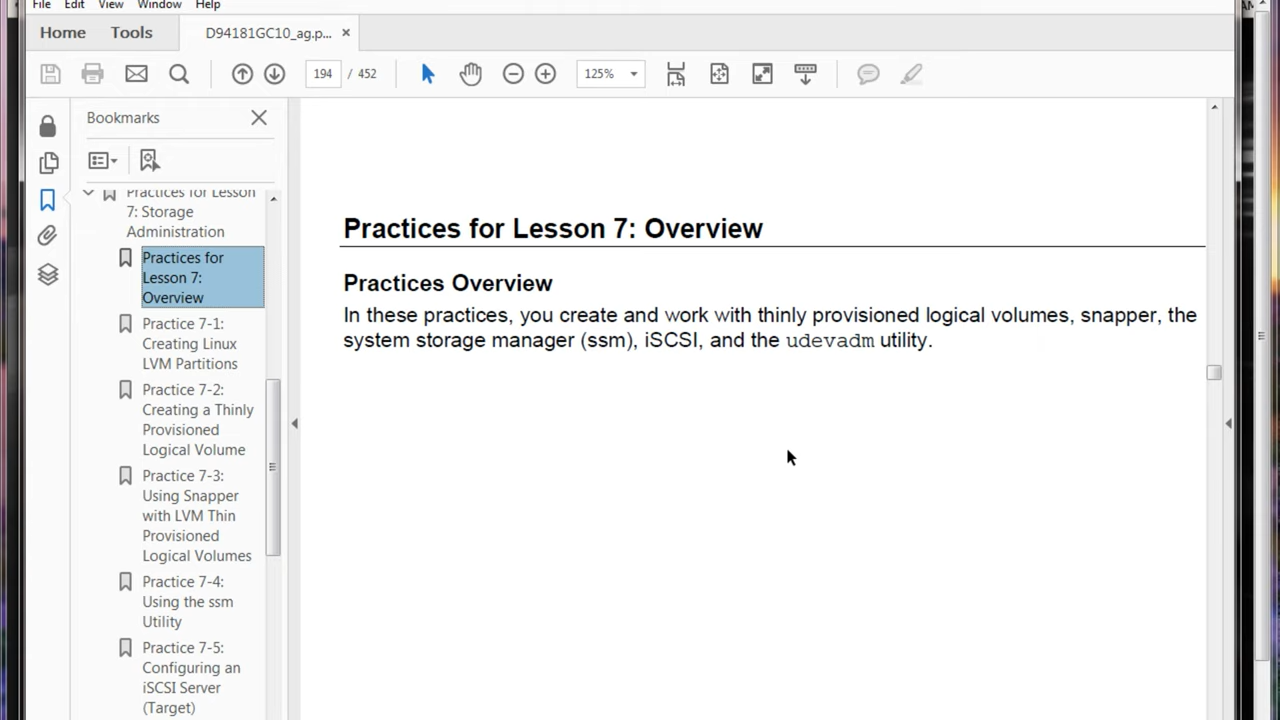 File Edit View Window Help
Home Tools D94181GC10_ag.p... ×
194 / 452 125%
Bookmarks
Practices for Lesson
7: Storage
Administration
Practices for
Lesson 7:
Overview
Practice 7-1:
Creating Linux
LVM Partitions
Practice 7-2:
Creating a Thinly
Provisioned
Logical Volume
Practice 7-3:
Using Snapper
with LVM Thin
Provisioned
Logical Volumes
Practice 7-4:
Using the ssm
Utility
Practice 7-5:
Configuring an
iSCSI Server
(Target)
Practices for Lesson 7: Overview
Practices Overview
In these practices, you create and work with thinly provisioned logical volumes, snapper, the
system storage manager (ssm), iSCSI, and the udevadm utility.